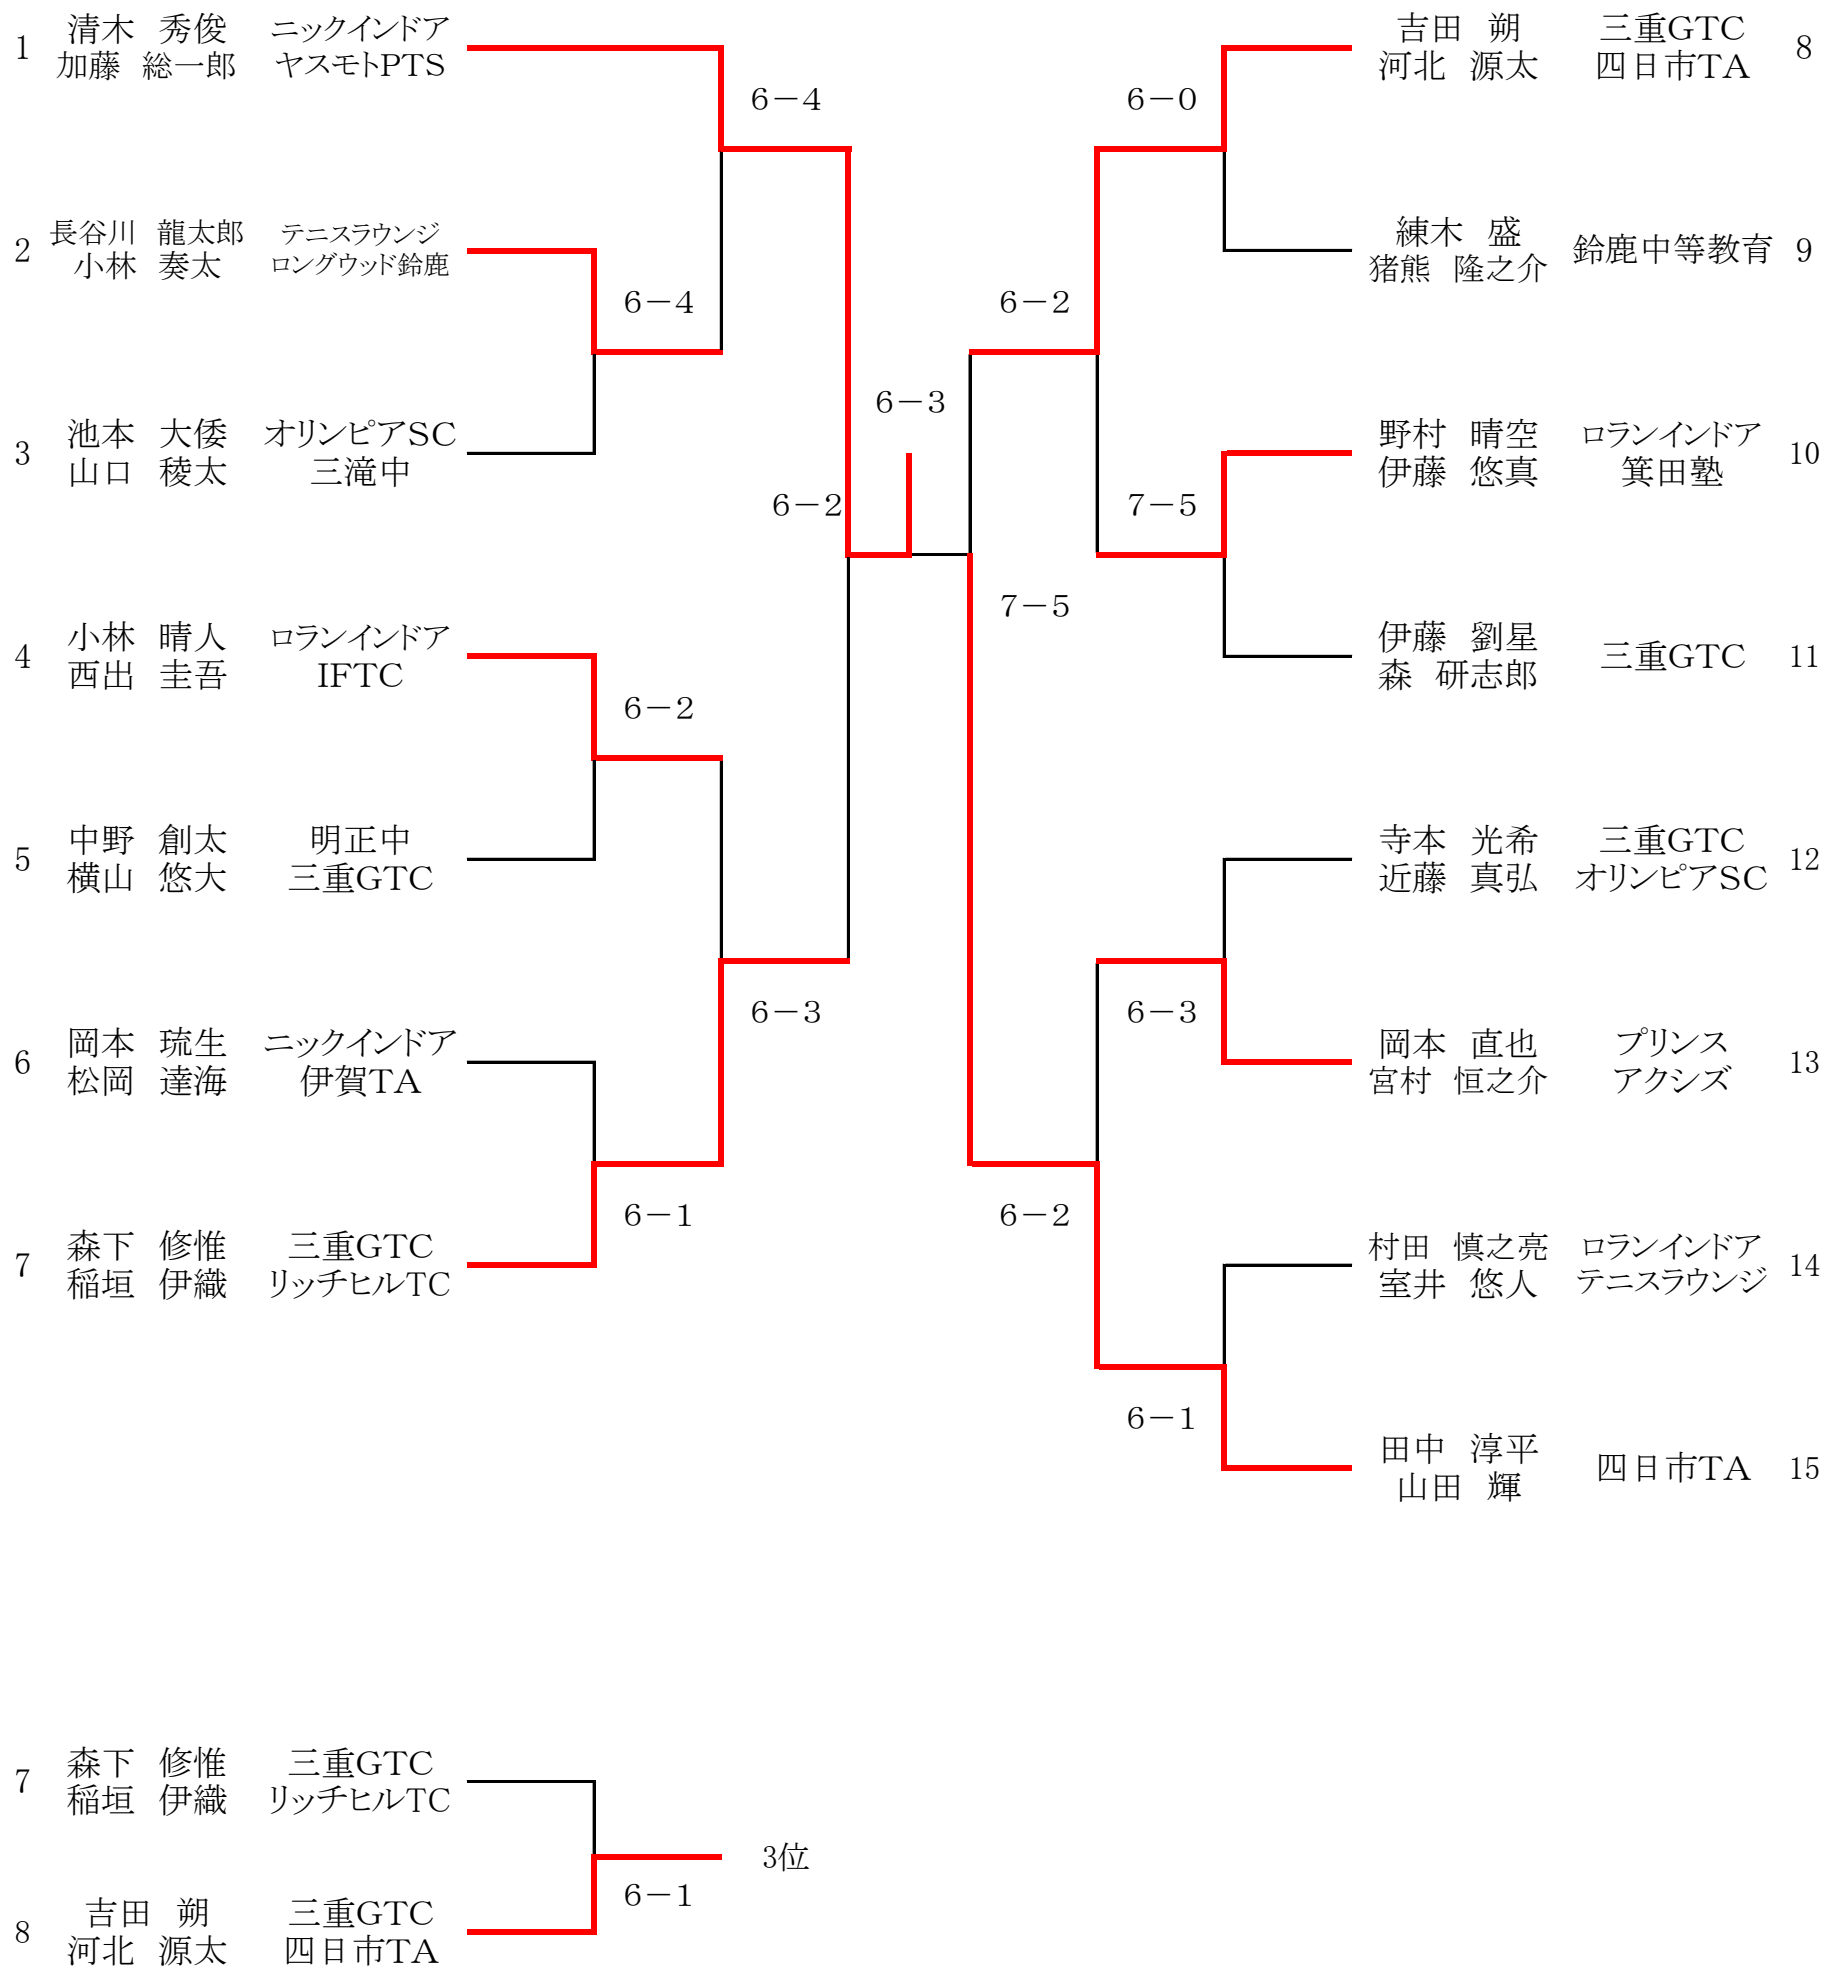 1 清木 秀俊 ニックインドア
加藤 総一郎 ヤスモトPTS
2 長谷川 龍太郎 テニスラウンジ
小林 奏太 ロングウッド鈴鹿
3 池本 大倭 オリンピアSC
山口 稜太 三滝中
4 小林 晴人 ロランインドア
西出 圭吾 IFTC
5 中野 創太 明正中
横山 悠大 三重GTC
6 岡本 琉生 ニックインドア
松岡 達海 伊賀TA
7 森下 修惟 三重GTC
稲垣 伊織 リッチヒルTC
6-4
6-4
6-2
6-2
6-3
6-1
6-3
6-0
6-2
7-5
7-5
6-3
6-2
6-1
吉田 朔 三重GTC 8
河北 源太 四日市TA
練木 盛 鈴鹿中等教育 9
猪熊 隆之介
野村 晴空 ロランインドア 10
伊藤 悠真 箕田塾
伊藤 劉星 三重GTC 11
森 研志郎
寺本 光希 三重GTC 12
近藤 真弘 オリンピアSC
岡本 直也 プリンス 13
宮村 恒之介 アクシズ
村田 慎之亮 ロランインドア 14
室井 悠人 テニスラウンジ
田中 淳平 四日市TA 15
山田 輝
7 森下 修惟 三重GTC
稲垣 伊織 リッチヒルTC
3位
6-1
8 吉田 朔 三重GTC
河北 源太 四日市TA